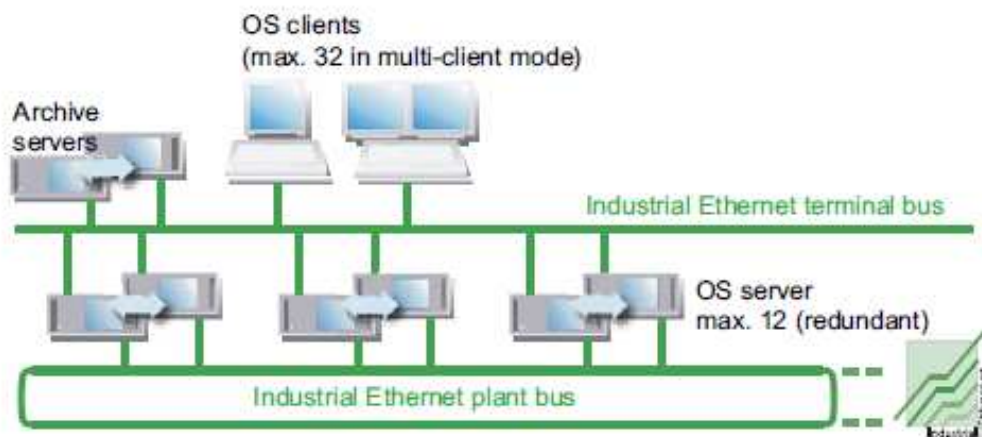 OS clients
(max. 32 in multi-client mode)
Archive
servers
Industrial Ethernet terminal bus
OS server
max. 12 (redundant)
Industrial Ethernet plant bus